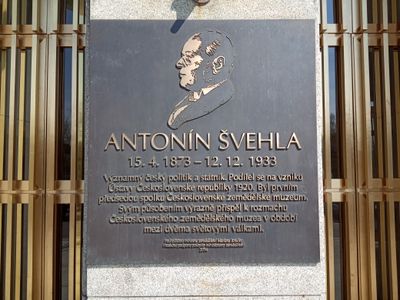 ANTONÍN ŠVEHLA
15. 4. 1873 – 12. 12. 1933
Významný český politik a státník. Podílel se na vzniku
Ústavy Československé republiky 1920. Byl prvním
předsedou spolku Československé zemědělské muzeum.
Svým působením výrazně přispěl k rozmachu
Československého zemědělského muzea v období
mezi dvěma světovými válkami.